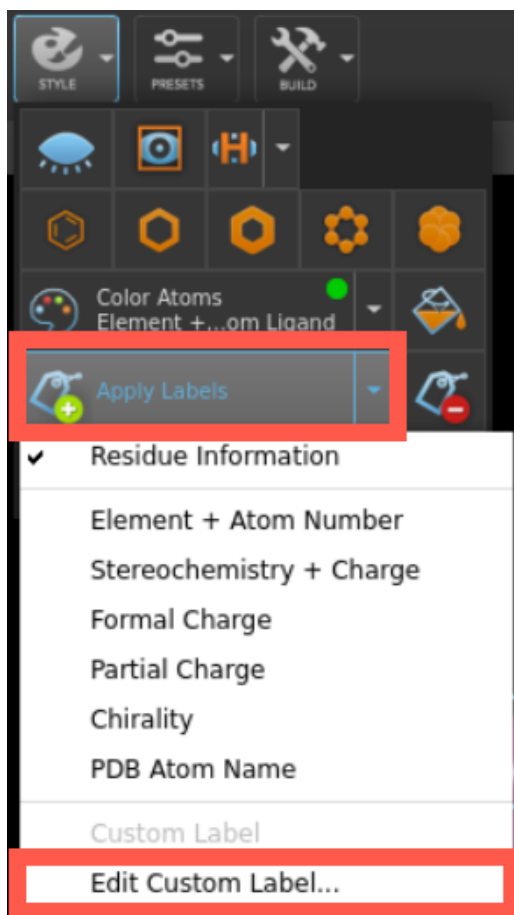 STYLE
PRESETS
BUILD
Color Atoms
Element +...om Ligand
Apply Labels
Residue Information
Element + Atom Number
Stereochemistry + Charge
Formal Charge
Partial Charge
Chirality
PDB Atom Name
Custom Label
Edit Custom Label...